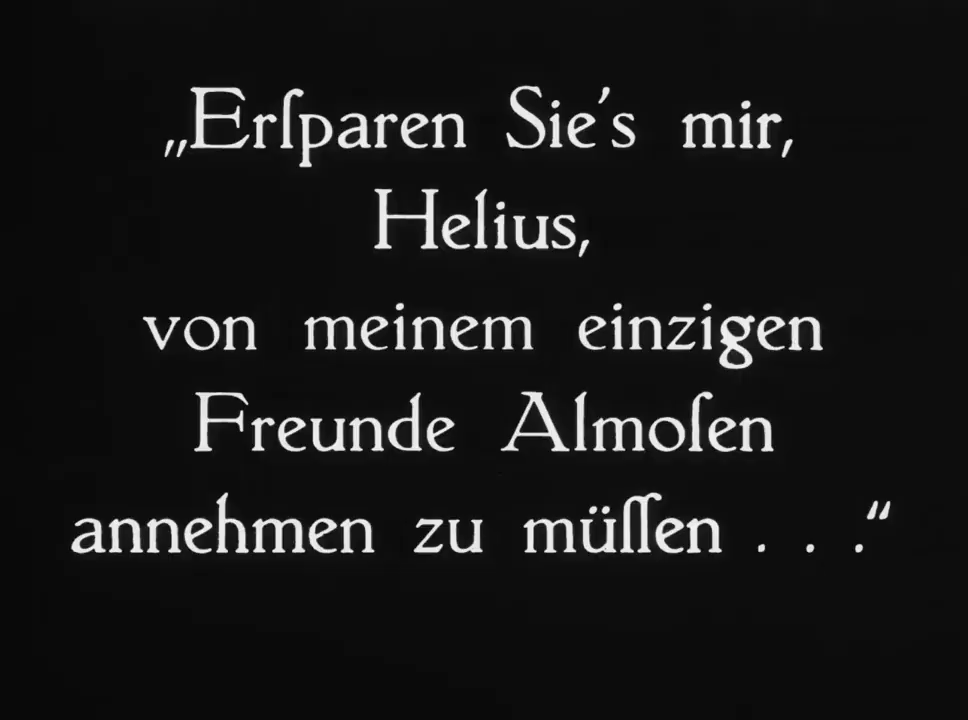 „Erſparen Sie's mir,
Helius,
von meinem einzigen
Freunde Almoſen
annehmen zu müſſen . . .“